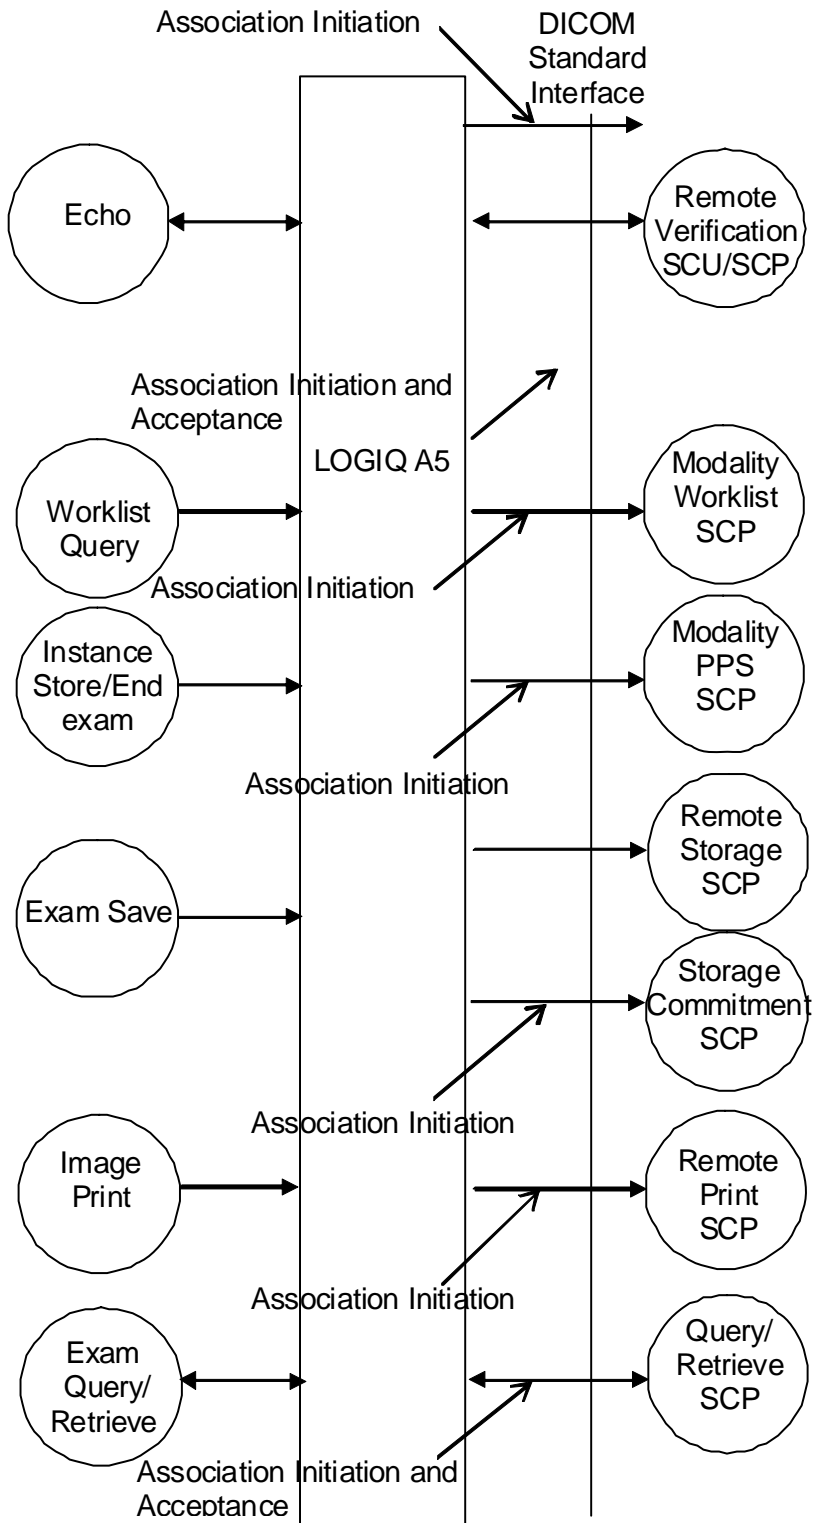 Association Initiation
DICOM
Standard
Interface
Echo
Remote
Verification
SCU/SCP
Association Initiation and
Acceptance
LOGIQ A5
Worklist
Query
Modality
Worklist
SCP
Association Initiation
Instance
Store/End
exam
Modality
PPS
SCP
Association Initiation
Remote
Storage
SCP
Exam Save
Storage
Commitment
SCP
Association Initiation
Image
Print
Remote
Print
SCP
Association Initiation
Exam
Query/
Retrieve
Query/
Retrieve
SCP
Association Initiation and
Acceptance